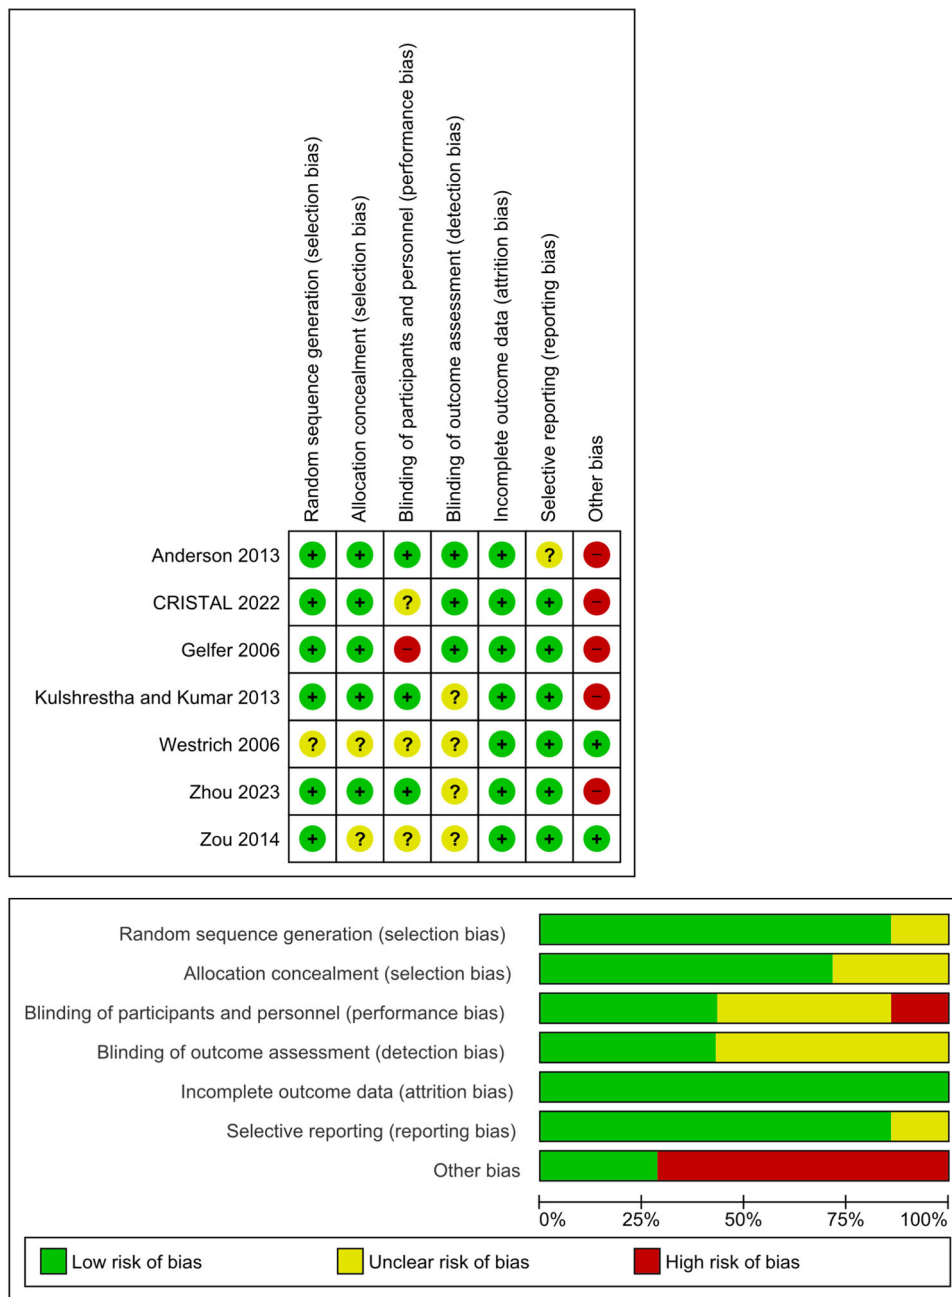 Random sequence generation (selection bias)
Allocation concealment (selection bias)
Blinding of participants and personnel (performance bias)
Blinding of outcome assessment (detection bias)
Incomplete outcome data (attrition bias)
Selective reporting (reporting bias)
Other bias
Anderson 2013 + + + + + ? −
CRISTAL 2022 + + ? + + + −
Gelfer 2006 + + − + + + −
Kulshrestha and Kumar 2013 + + + ? + + −
Westrich 2006 ? ? ? ? + + +
Zhou 2023 + + + ? + + −
Zou 2014 + ? ? ? + + +
Random sequence generation (selection bias)
Allocation concealment (selection bias)
Blinding of participants and personnel (performance bias)
Blinding of outcome assessment (detection bias)
Incomplete outcome data (attrition bias)
Selective reporting (reporting bias)
Other bias
0% 25% 50% 75% 100%
Low risk of bias Unclear risk of bias High risk of bias